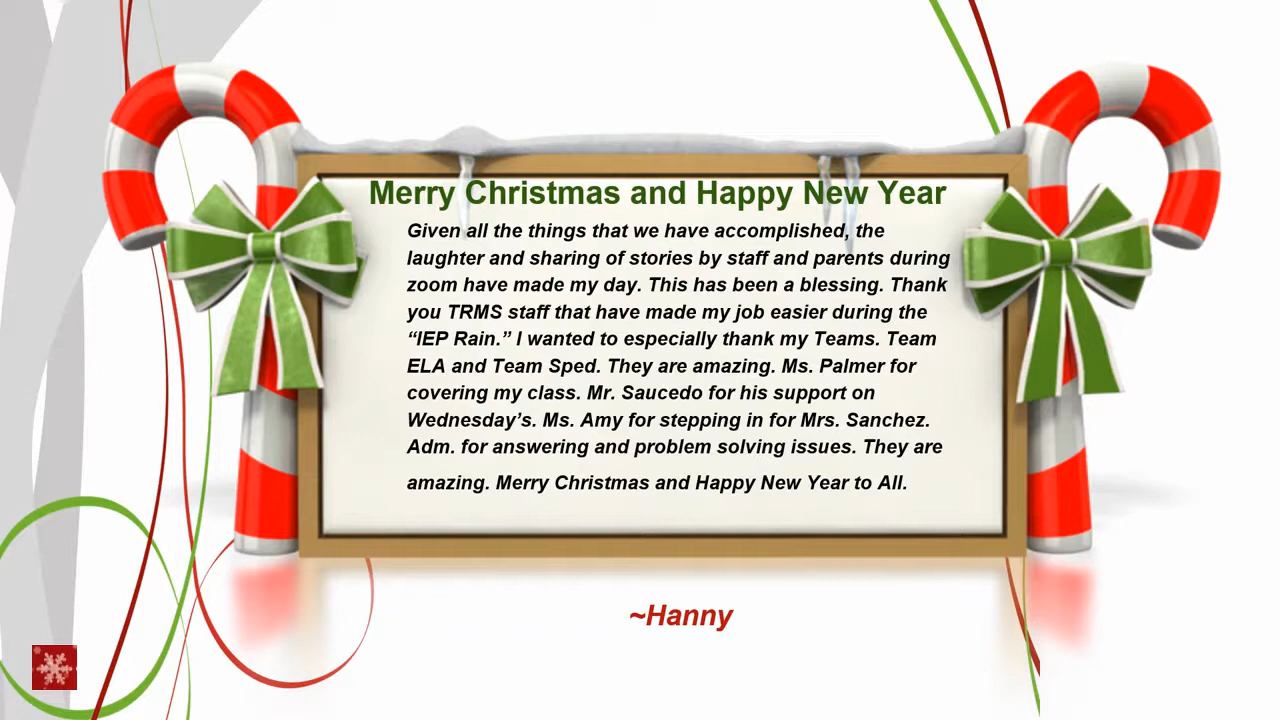 Merry Christmas and Happy New Year
Given all the things that we have accomplished, the
laughter and sharing of stories by staff and parents during
zoom have made my day. This has been a blessing. Thank
you TRMS staff that have made my job easier during the
“IEP Rain.” I wanted to especially thank my Teams. Team
ELA and Team Sped. They are amazing. Ms. Palmer for
covering my class. Mr. Saucedo for his support on
Wednesday’s. Ms. Amy for stepping in for Mrs. Sanchez.
Adm. for answering and problem solving issues. They are
amazing. Merry Christmas and Happy New Year to All.
~Hanny